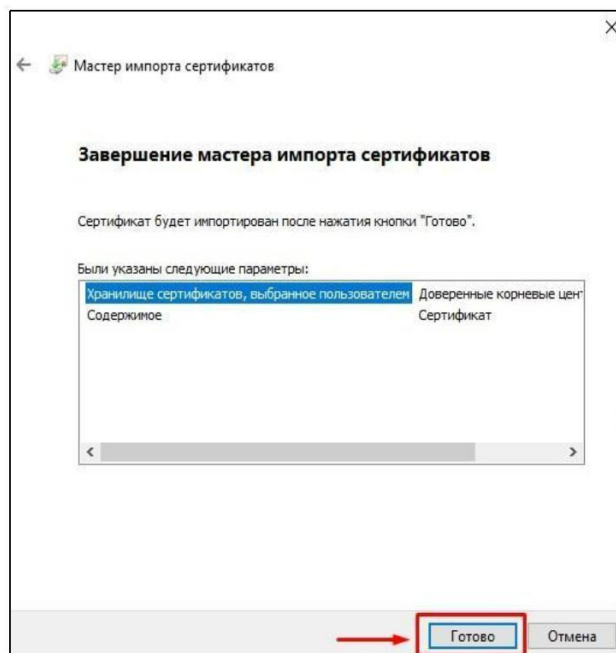 Мастер импорта сертификатов
Завершение мастера импорта сертификатов
Сертификат будет импортирован после нажатия кнопки "Готово".
Были указаны следующие параметры:
Хранилище сертификатов, выбранное пользователем Доверенные корневые цент
Содержимое Сертификат
Готово Отмена